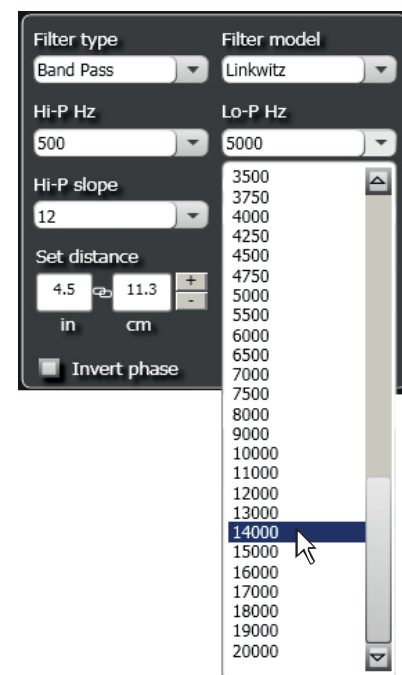 Filter type
Filter model
Band Pass
Linkwitz
Hi-P Hz
Lo-P Hz
500
5000
Hi-P slope
12
Set distance
4.5
11.3
+
-
in
cm
Invert phase
3500
3750
4000
4250
4500
4750
5000
5500
6000
6500
7000
7500
8000
9000
10000
11000
12000
13000
14000
15000
16000
17000
18000
19000
20000